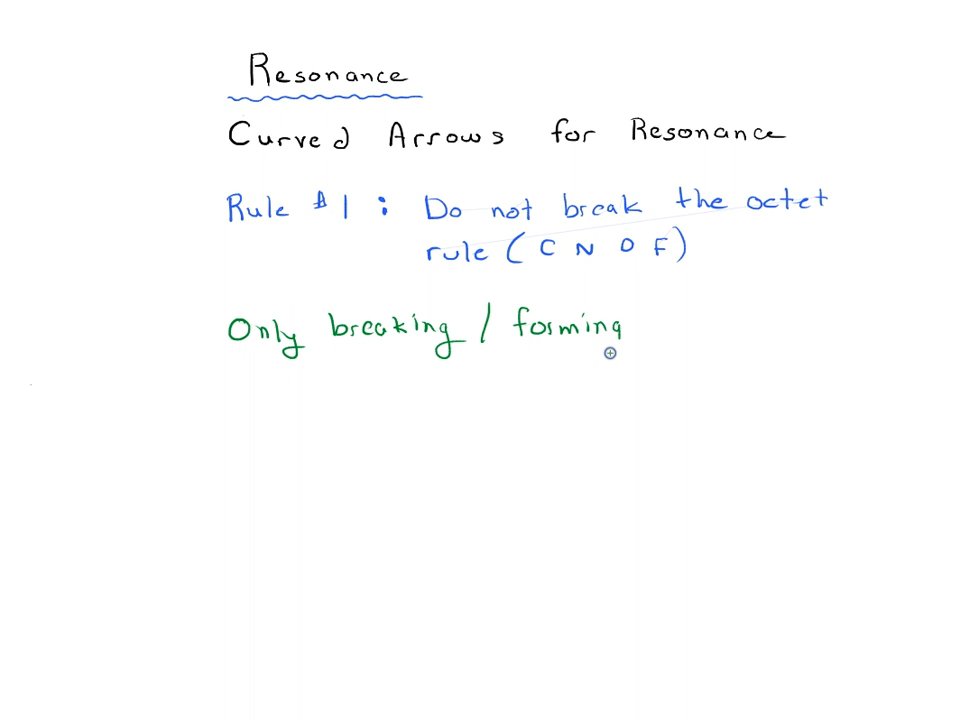 Resonance
Curved Arrows for Resonance
Rule #1: Do not break the octet
rule (C N O F)
Only breaking / forming